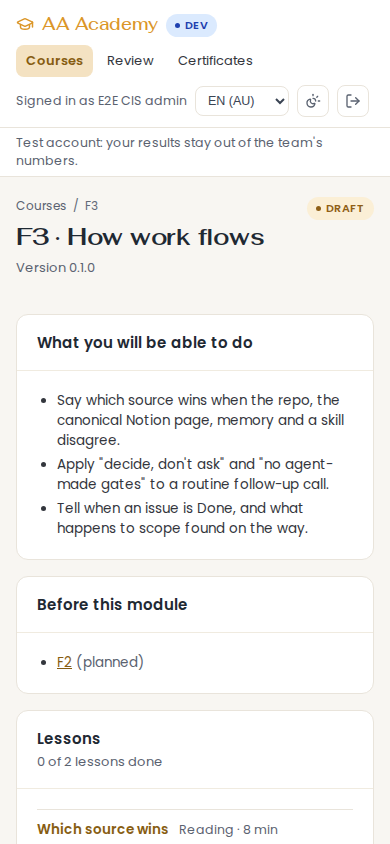 AA Academy DEV
Courses Review Certificates
Signed in as E2E CIS admin EN (AU)
Test account: your results stay out of the team's
numbers.
Courses / F3 DRAFT
F3 · How work flows
Version 0.1.0
What you will be able to do
• Say which source wins when the repo, the
canonical Notion page, memory and a skill
disagree.
• Apply "decide, don't ask" and "no agent-
made gates" to a routine follow-up call.
• Tell when an issue is Done, and what
happens to scope found on the way.
Before this module
• F2 (planned)
Lessons
0 of 2 lessons done
Which source wins Reading · 8 min